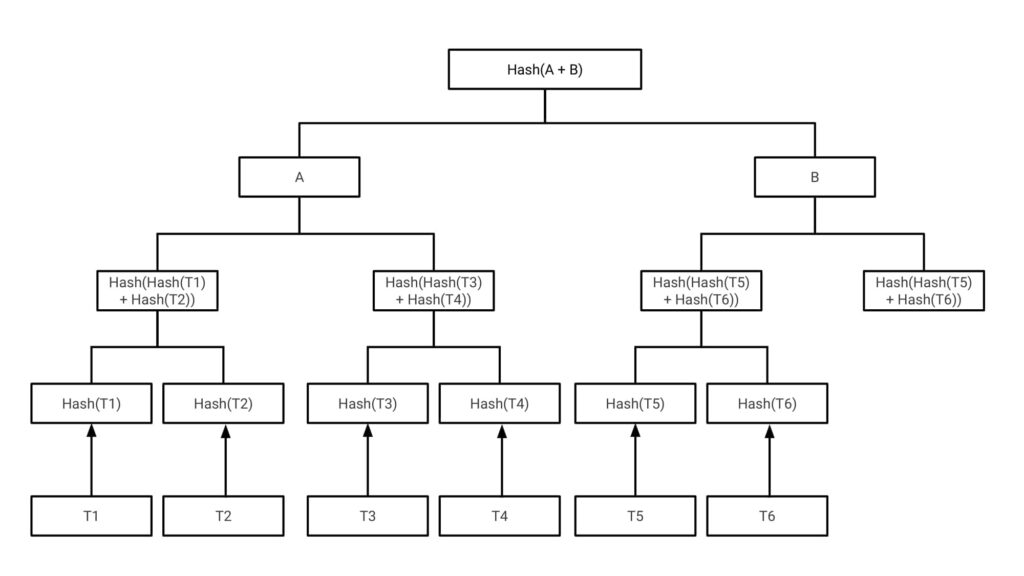 Hash(A + B)
A
B
Hash(Hash(T1)
+ Hash(T2))
Hash(Hash(T3)
+ Hash(T4))
Hash(Hash(T5)
+ Hash(T6))
Hash(Hash(T5)
+ Hash(T6))
Hash(T1)
Hash(T2)
Hash(T3)
Hash(T4)
Hash(T5)
Hash(T6)
T1
T2
T3
T4
T5
T6